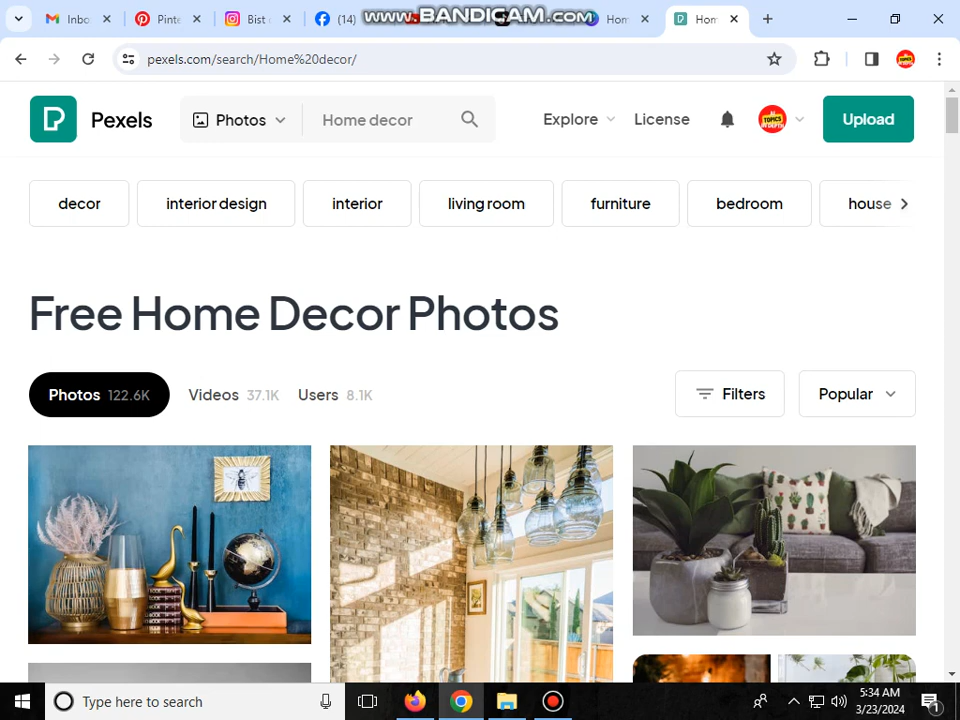 Inbo
Pinte
Bist
(14)
www.BANDICAM.com
Hom
Hom
pexels.com/search/Home%20decor/
Pexels
Photos
Home decor
Explore
License
TOPICS
Upload
decor
interior design
interior
living room
furniture
bedroom
house
Free Home Decor Photos
Photos 122.6K
Videos 37.1K
Users 8.1K
Filters
Popular
Type here to search
5:34 AM
3/23/2024
1